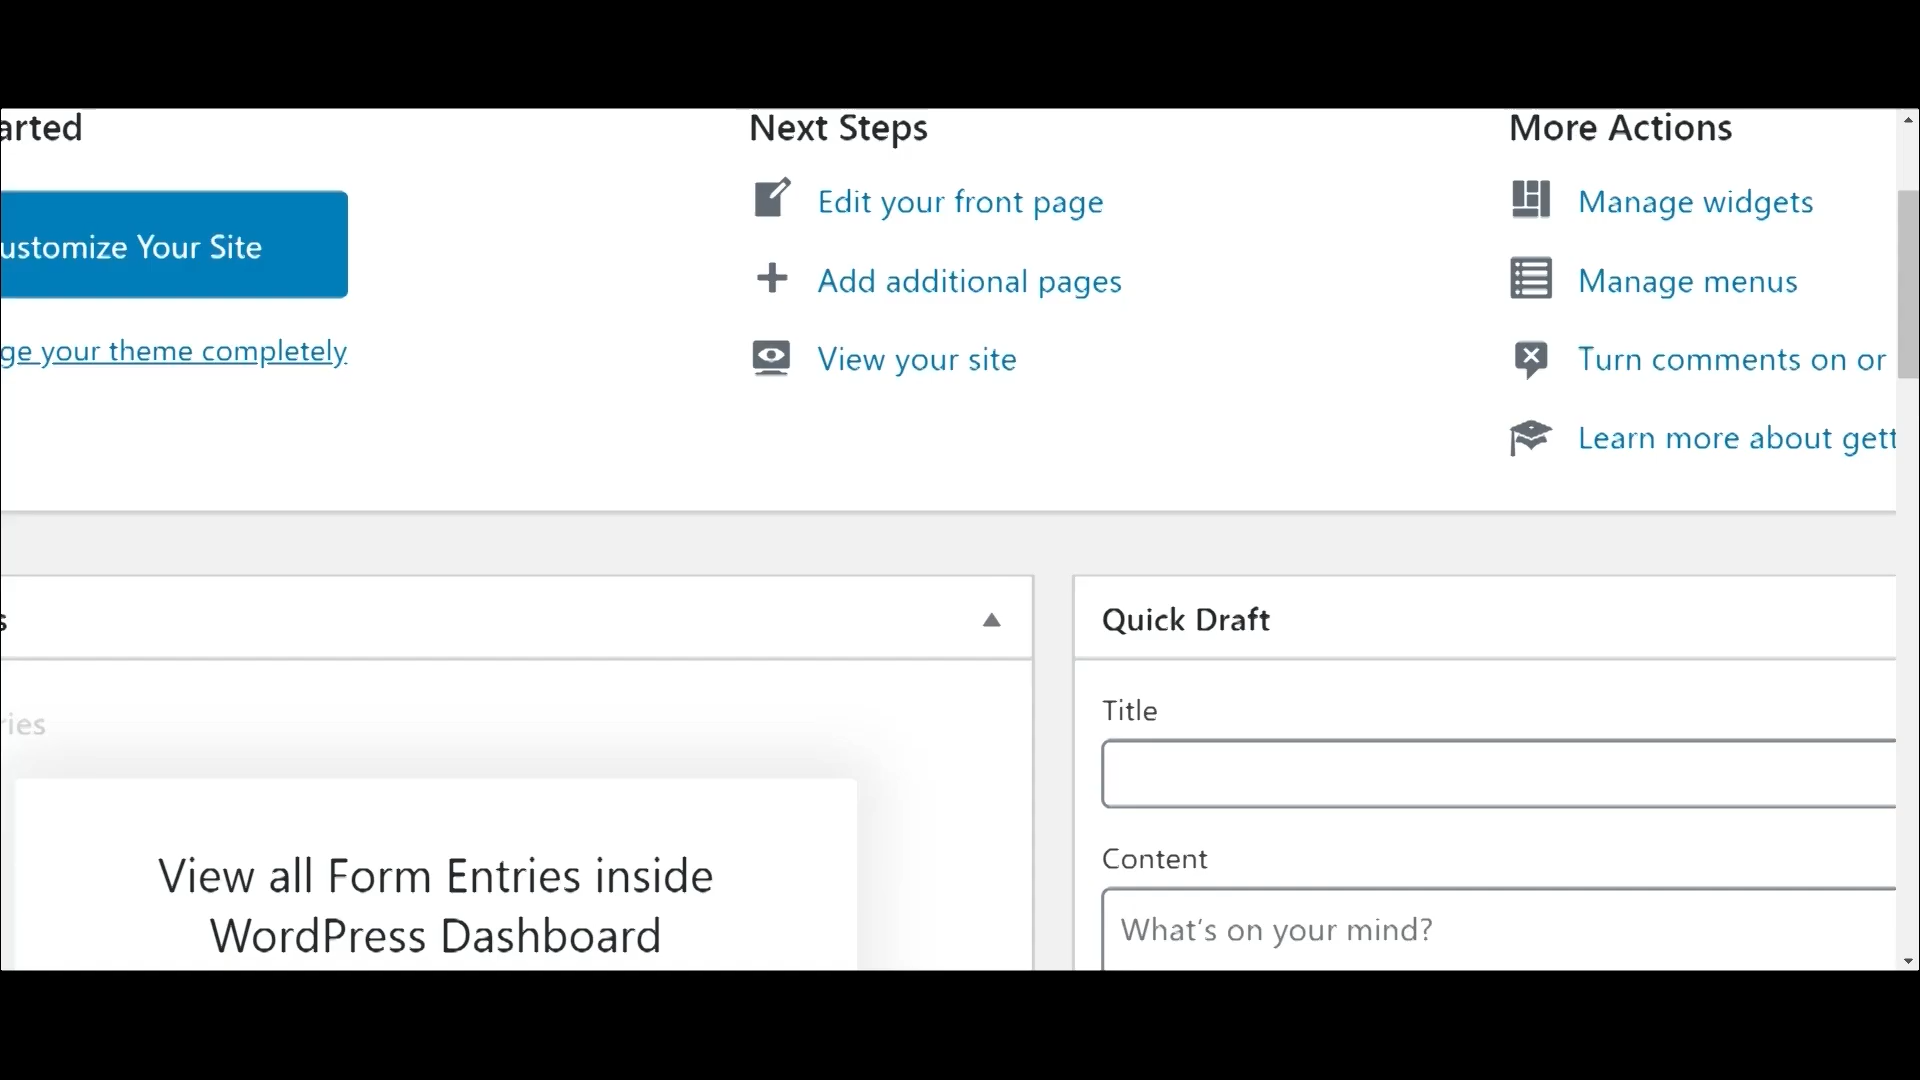 arted
ustomize Your Site
ge your theme completely
Next Steps
Edit your front page
Add additional pages
View your site
More Actions
Manage widgets
Manage menus
Turn comments on or
Learn more about gett
s
ries
View all Form Entries inside
WordPress Dashboard
Quick Draft
Title
Content
What's on your mind?